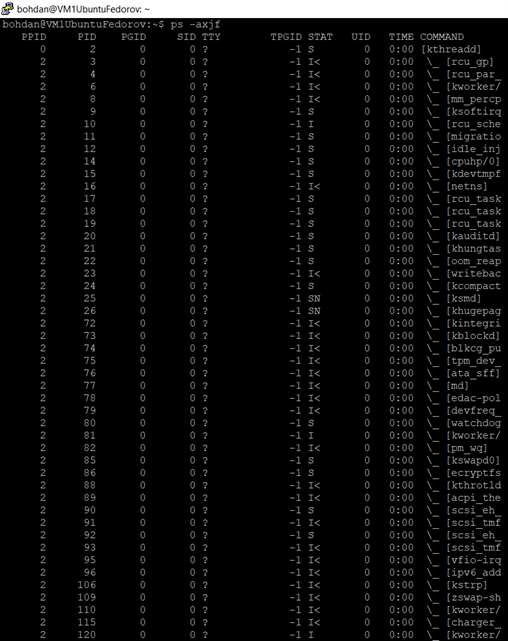 bohdan@VM1UbuntuFedorov: ~
bohdan@VM1UbuntuFedorov:~$ ps -axjf
PPID PID PGID SID TTY TPGID STAT UID TIME COMMAND
0 2 0 0 ? -1 S 0 0:00 [kthreadd]
2 3 0 0 ? -1 I< 0 0:00 \_ [rcu_gp]
2 4 0 0 ? -1 I< 0 0:00 \_ [rcu_par_
2 6 0 0 ? -1 I< 0 0:00 \_ [kworker/
2 8 0 0 ? -1 I< 0 0:00 \_ [mm_percp
2 9 0 0 ? -1 S 0 0:00 \_ [ksoftirq
2 10 0 0 ? -1 I 0 0:00 \_ [rcu_sche
2 11 0 0 ? -1 S 0 0:00 \_ [migratio
2 12 0 0 ? -1 S 0 0:00 \_ [idle_inj
2 14 0 0 ? -1 S 0 0:00 \_ [cpuhp/0]
2 15 0 0 ? -1 S 0 0:00 \_ [kdevtmpf
2 16 0 0 ? -1 I< 0 0:00 \_ [netns]
2 17 0 0 ? -1 S 0 0:00 \_ [rcu_task
2 18 0 0 ? -1 S 0 0:00 \_ [rcu_task
2 19 0 0 ? -1 S 0 0:00 \_ [rcu_task
2 20 0 0 ? -1 S 0 0:00 \_ [kauditd]
2 21 0 0 ? -1 S 0 0:00 \_ [khungtas
2 22 0 0 ? -1 S 0 0:00 \_ [oom_reap
2 23 0 0 ? -1 I< 0 0:00 \_ [writebac
2 24 0 0 ? -1 S 0 0:00 \_ [kcompact
2 25 0 0 ? -1 SN 0 0:00 \_ [ksmd]
2 26 0 0 ? -1 SN 0 0:00 \_ [khugepag
2 72 0 0 ? -1 I< 0 0:00 \_ [kintegri
2 73 0 0 ? -1 I< 0 0:00 \_ [kblockd]
2 74 0 0 ? -1 I< 0 0:00 \_ [blkcg_pu
2 75 0 0 ? -1 I< 0 0:00 \_ [tpm_dev_
2 76 0 0 ? -1 I< 0 0:00 \_ [ata_sff]
2 77 0 0 ? -1 I< 0 0:00 \_ [md]
2 78 0 0 ? -1 I< 0 0:00 \_ [edac-pol
2 79 0 0 ? -1 I< 0 0:00 \_ [devfreq_
2 80 0 0 ? -1 S 0 0:00 \_ [watchdog
2 81 0 0 ? -1 I 0 0:00 \_ [kworker/
2 82 0 0 ? -1 I< 0 0:00 \_ [pm_wq]
2 85 0 0 ? -1 S 0 0:00 \_ [kswapd0]
2 86 0 0 ? -1 S 0 0:00 \_ [ecryptfs
2 88 0 0 ? -1 I< 0 0:00 \_ [kthrotld
2 89 0 0 ? -1 I< 0 0:00 \_ [acpi_the
2 90 0 0 ? -1 S 0 0:00 \_ [scsi_eh_
2 91 0 0 ? -1 I< 0 0:00 \_ [scsi_tmf
2 92 0 0 ? -1 S 0 0:00 \_ [scsi_eh_
2 93 0 0 ? -1 I< 0 0:00 \_ [scsi_tmf
2 95 0 0 ? -1 I< 0 0:00 \_ [vfio-irq
2 96 0 0 ? -1 I< 0 0:00 \_ [ipv6_add
2 106 0 0 ? -1 I< 0 0:00 \_ [kstrp]
2 109 0 0 ? -1 I< 0 0:00 \_ [zswap-sh
2 110 0 0 ? -1 I< 0 0:00 \_ [kworker/
2 115 0 0 ? -1 I< 0 0:00 \_ [charger_
2 120 0 0 ? -1 I 0 0:00 \_ [kworker/